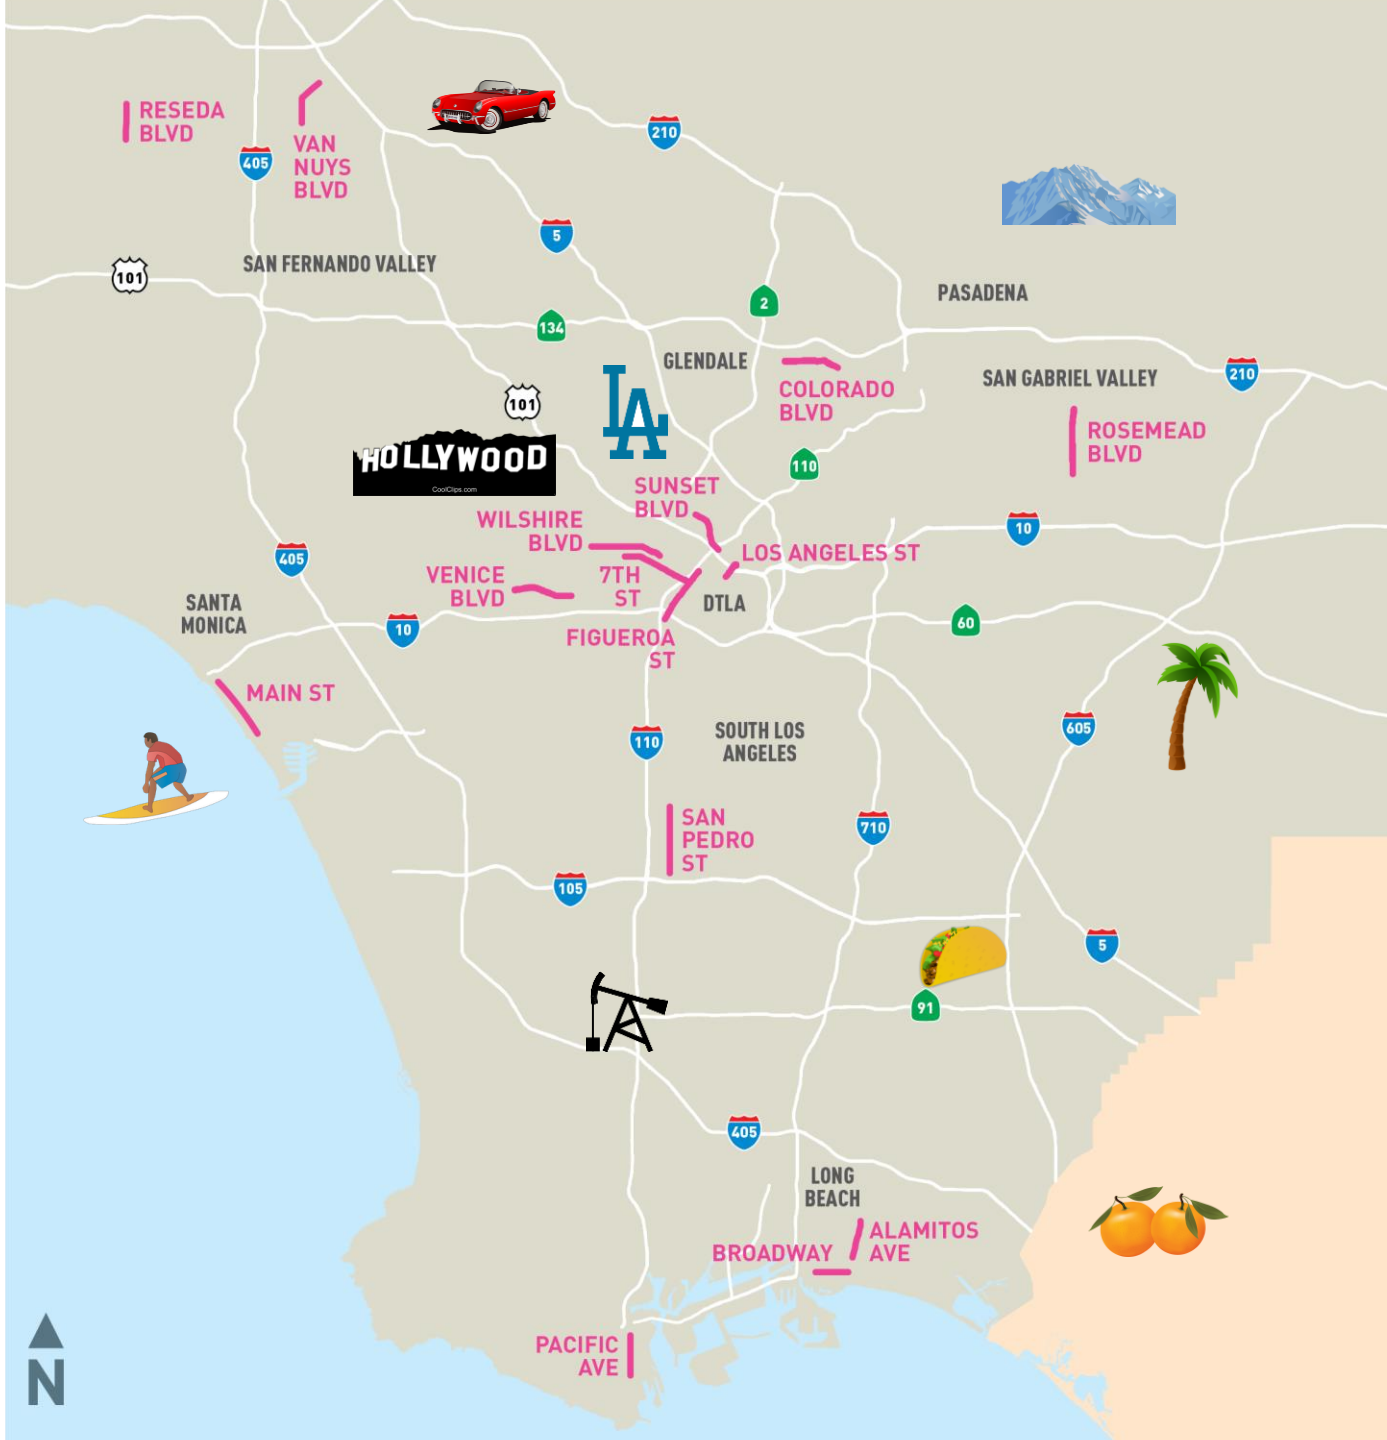 210
RESEDA
BLVD
405
VAN
NUYS
BLVD
5
101
SAN FERNANDO VALLEY
134
2
PASADENA
GLENDALE
COLORADO
BLVD
SAN GABRIEL VALLEY
210
101
LA
HOLLYWOOD
CoolClips.com
110
ROSEMEAD
BLVD
SUNSET
BLVD
WILSHIRE
BLVD
10
LOS ANGELES ST
405
VENICE
BLVD
7TH
ST
DTLA
SANTA
MONICA
10
60
FIGUEROA
ST
MAIN ST
110
SOUTH LOS
ANGELES
605
SAN
PEDRO
ST
710
105
5
91
405
LONG
BEACH
BROADWAY
ALAMITOS
AVE
PACIFIC
AVE
N